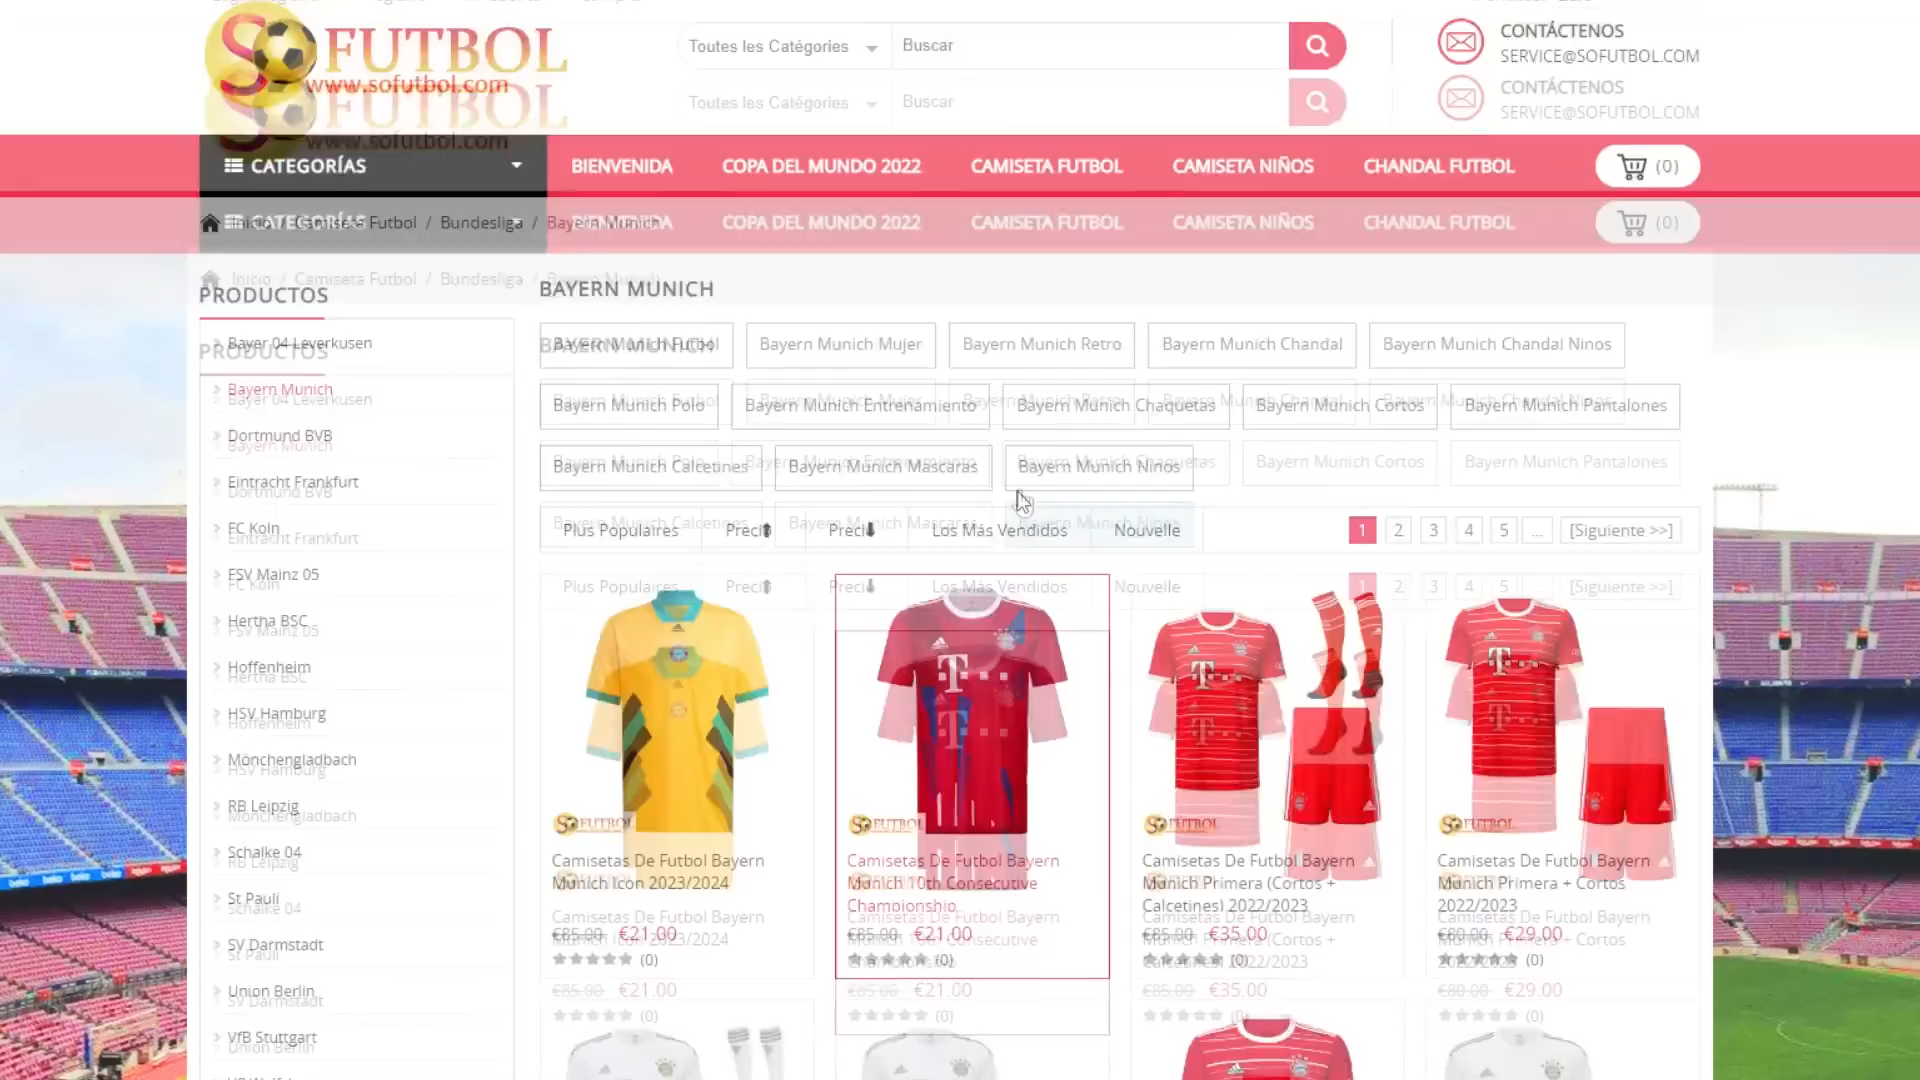 SOFUTBOL
www.sofutbol.com
Toutes les Catégories
Buscar
CONTÁCTENOS
SERVICE@SOFUTBOL.COM
CATEGORÍAS
BIENVENIDA
COPA DEL MUNDO 2022
CAMISETA FUTBOL
CAMISETA NIÑOS
CHANDAL FUTBOL
(0)
Inicio / Camiseta Futbol / Bundesliga / Bayern Munich
PRODUCTOS
Bayer 04 Leverkusen
Bayern Munich
Dortmund BVB
Eintracht Frankfurt
FC Koln
FSV Mainz 05
Hertha BSC
Hoffenheim
HSV Hamburg
Mönchengladbach
RB Leipzig
Schalke 04
St Pauli
SV Darmstadt
Union Berlin
VfB Stuttgart
BAYERN MUNICH
Bayern Munich Futbol
Bayern Munich Mujer
Bayern Munich Retro
Bayern Munich Chandal
Bayern Munich Chandal Ninos
Bayern Munich Polo
Bayern Munich Entrenamiento
Bayern Munich Chaquetas
Bayern Munich Cortos
Bayern Munich Pantalones
Bayern Munich Calcetines
Bayern Munich Mascaras
Bayern Munich Ninos
Plus Populaires
Precio
Precio
Los Más Vendidos
Nouvelle
1 2 3 4 5 ... [Siguiente >>]
Camisetas De Futbol Bayern
Munich Icon 2023/2024
€85.00 €21.00
(0)
Camisetas De Futbol Bayern
Munich 10th Consecutive
Championship
€85.00 €21.00
(0)
Camisetas De Futbol Bayern
Munich Primera (Cortos +
Calcetines) 2022/2023
€85.00 €35.00
(0)
Camisetas De Futbol Bayern
Munich Primera + Cortos
2022/2023
€80.00 €29.00
(0)